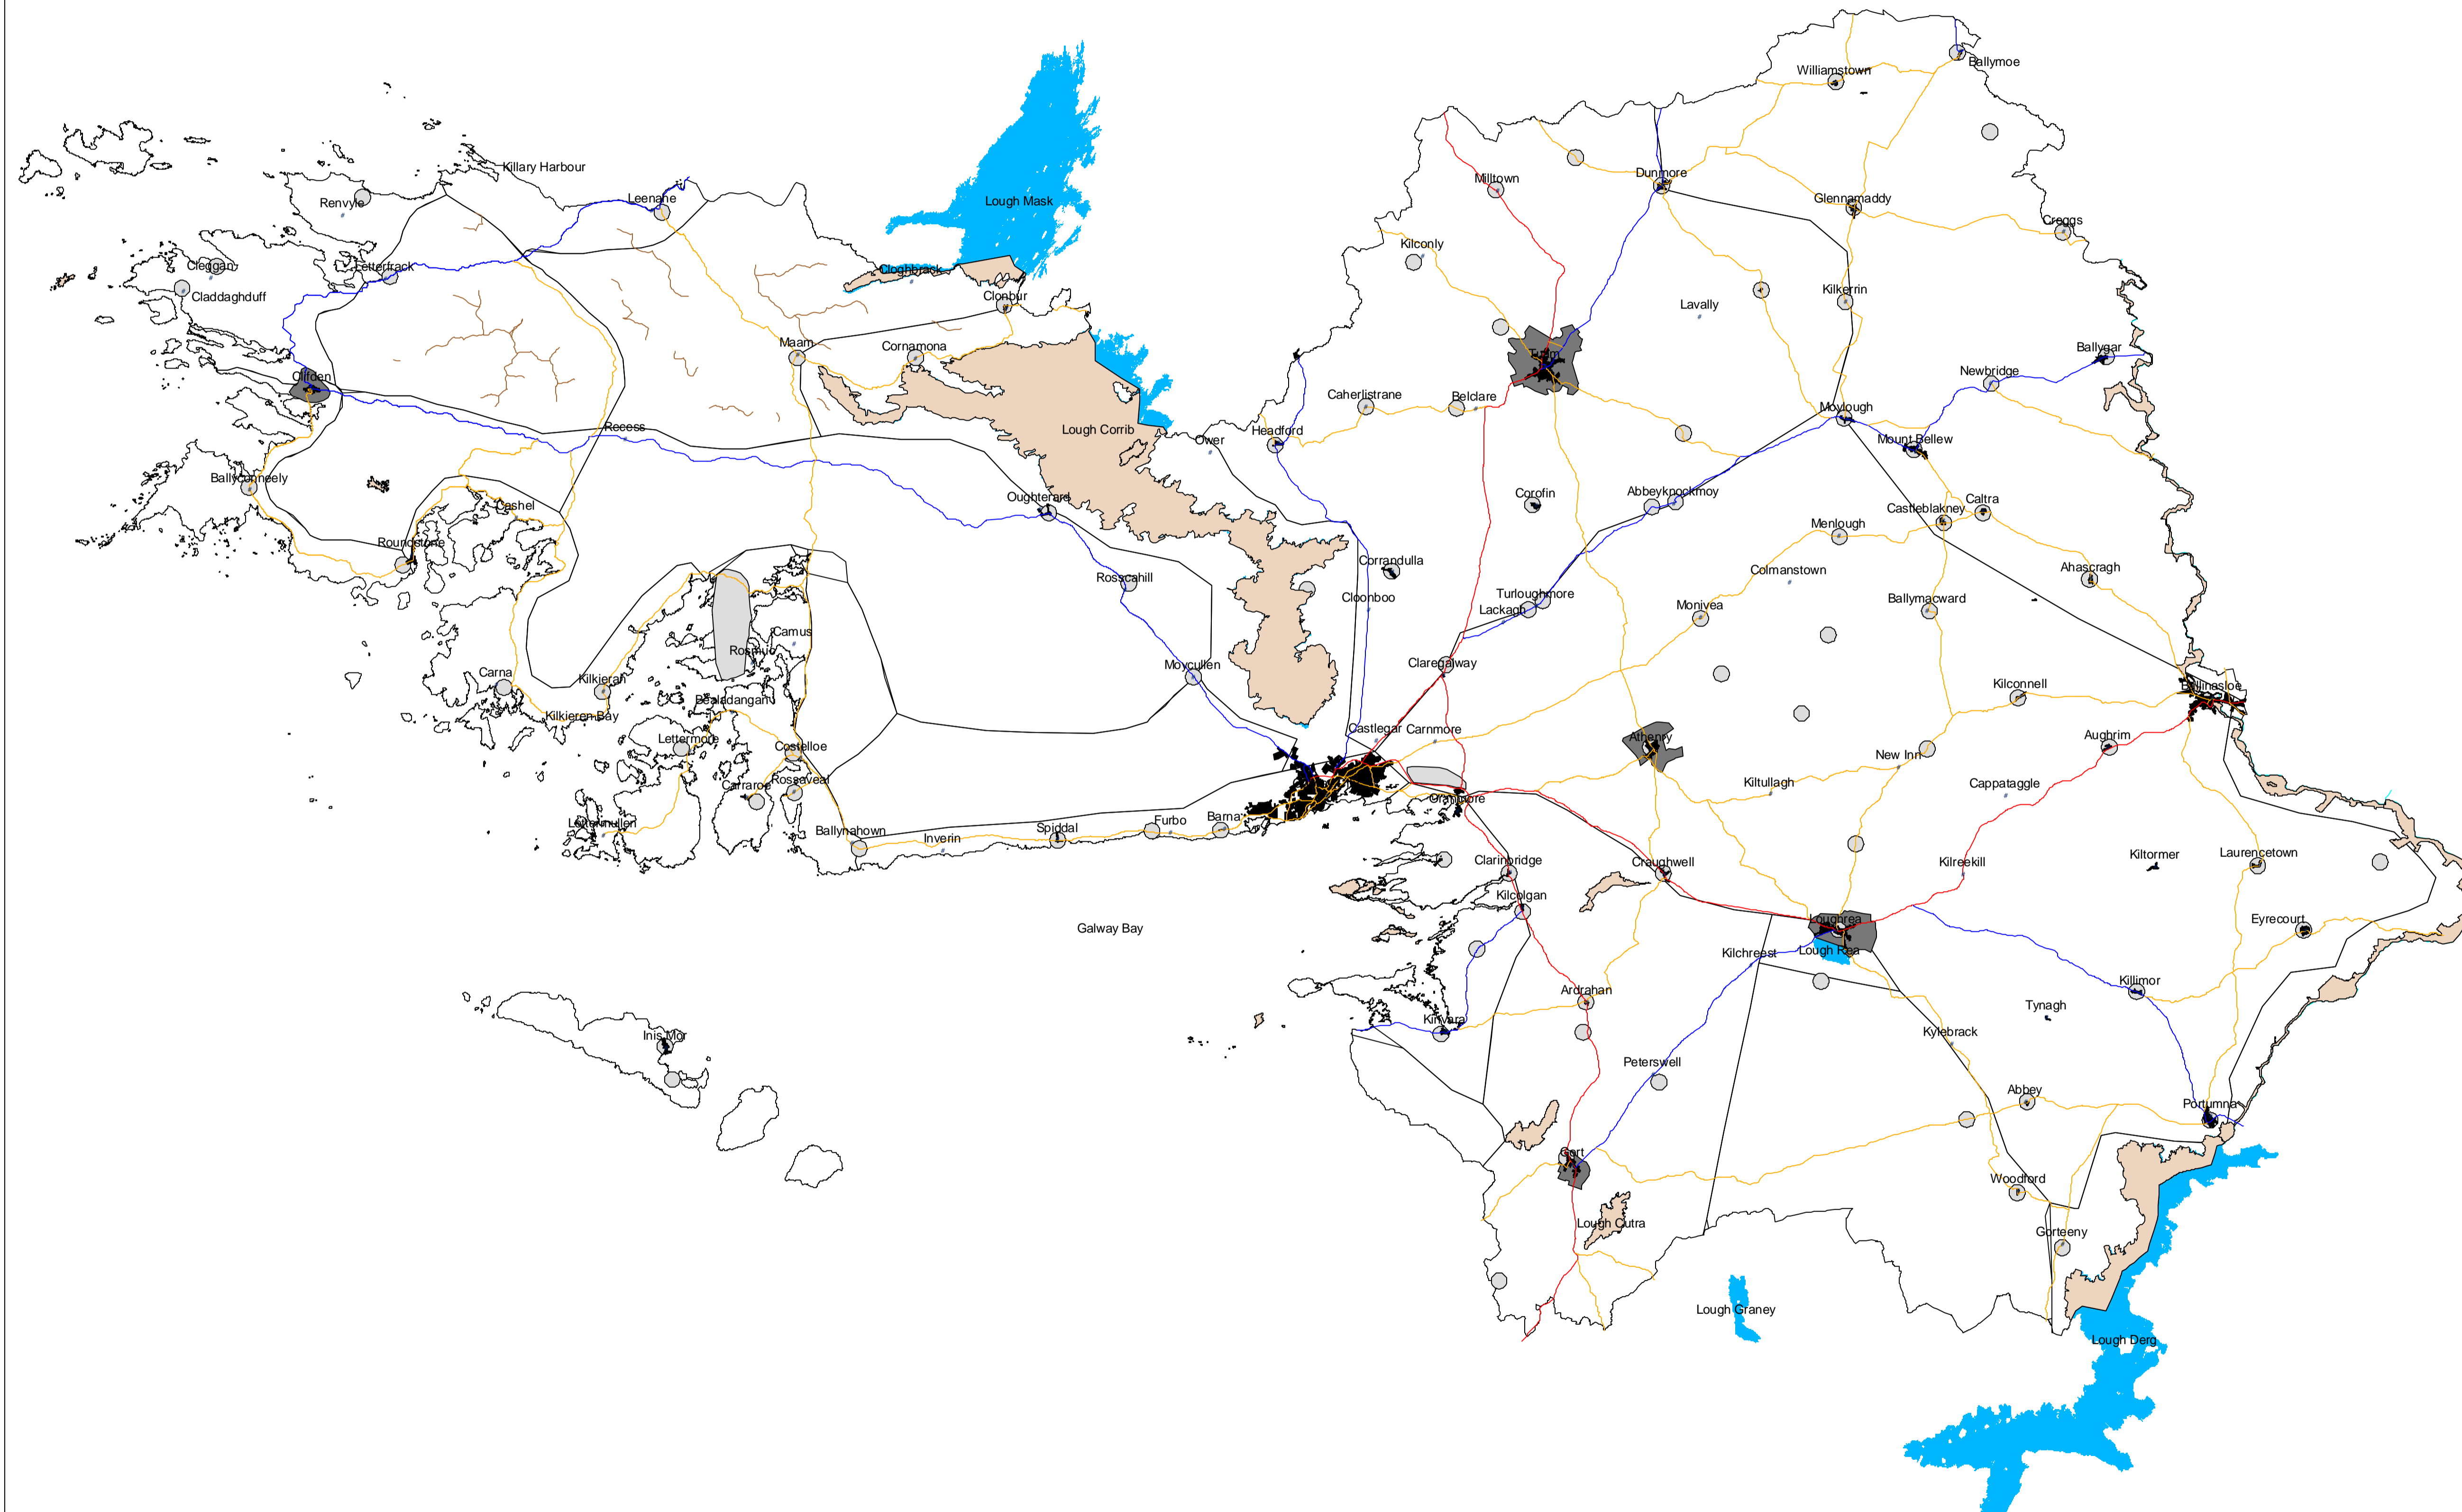 Ballymoe
Williamstown
Killary Harbour
Dunmore
Milltown
Leenane
Renvyle
Lough Mask
Glennamaddy
Creggs
Kilconly
Cleggan
Letterfrack
Cloghbrack
Claddaghduff
Clonbur
Lavally
Kilkerrin
Maam
Cornamona
Tuam
Ballygar
Newbridge
Clifden
Caherlistrane
Belclare
Moylough
Recess
Lough Corrib
Headford
Ower
Mount Bellew
Ballyconneely
Oughterard
Corofin
Abbeyknockmoy
Caltra
Castleblakney
Cashel
Menlough
Roundstone
Corrandulla
Colmanstown
Ahascragh
Rosscahill
Cloonboo
Turloughmore
Lackagh
Monivea
Ballymacward
Camus
Rosmuc
Moycullen
Claregalway
Carna
Kilkieran
Kilconnell
Ballinasloe
Bealadangan
Kilkieren Bay
Castlegar
Carnmore
Lettermore
Costelloe
Athenry
Aughrim
New Inn
Carraroe
Rossaveal
Kiltullagh
Cappataggle
Oranmore
Lettermullen
Ballynahown
Inverin
Spiddal
Furbo
Barna
Clarinbridge
Craughwell
Kilreekill
Kiltormer
Laurencetown
Kilcolgan
Galway Bay
Loughrea
Eyrecourt
Kilchreest
Lough Rea
Ardrahan
Killimor
Tynagh
Inis Mor
Kinvara
Kylebrack
Peterswell
Abbey
Portumna
Gort
Woodford
Lough Cutra
Gorteeny
Lough Graney
Lough Derg